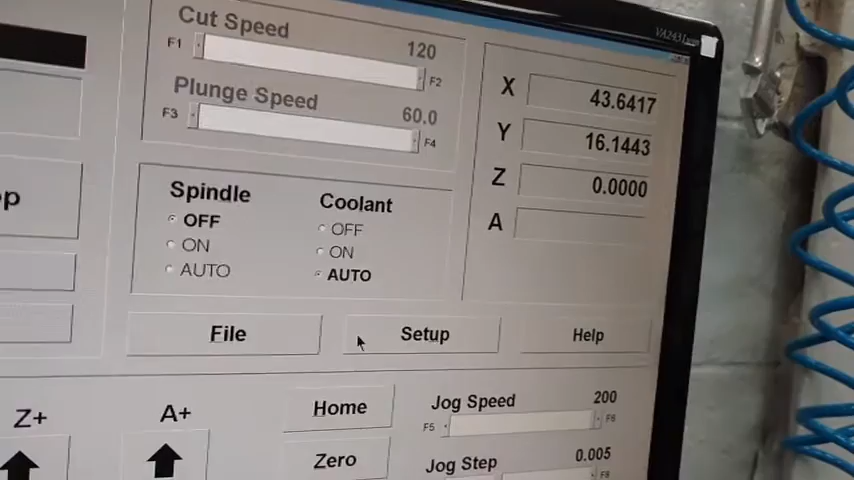 Cut Speed
120
F1
F2
Plunge Speed
60.0
F3
F4
X
43.6417
Y
16.1443
Z
0.0000
A
Spindle
OFF
ON
AUTO
Coolant
OFF
ON
AUTO
File
Setup
Help
Z+
A+
Home
Zero
Jog Speed
200
F5
F6
Jog Step
0.005
F8